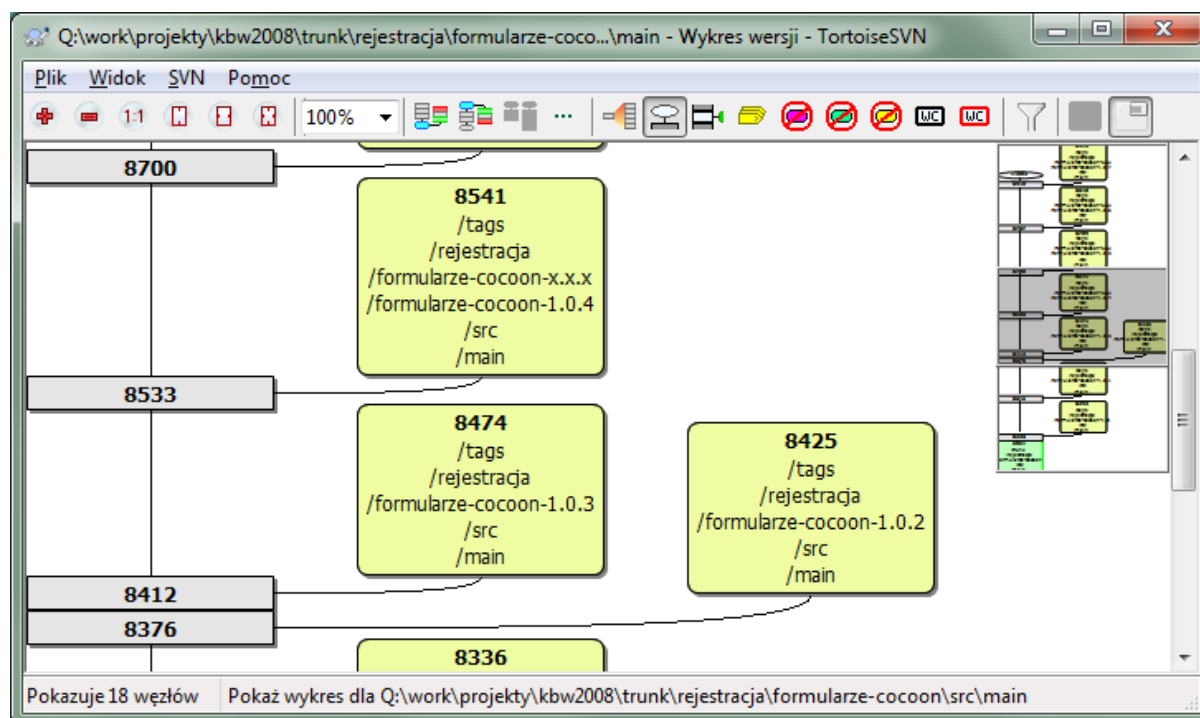 Q:\work\projekty\kbw2008\trunk\rejestracja\formularze-coco...\main - Wykres wersji - TortoiseSVN
Plik Widok SVN Pomoc
1:1 100% WC WC
8700
8541
/tags
/rejestracja
/formularze-cocoon-x.x.x
/formularze-cocoon-1.0.4
/src
/main
8533
8474
/tags
/rejestracja
/formularze-cocoon-1.0.3
/src
/main
8425
/tags
/rejestracja
/formularze-cocoon-1.0.2
/src
/main
8412
8376
8336
Pokazuje 18 węzłów Pokaż wykres dla Q:\work\projekty\kbw2008\trunk\rejestracja\formularze-cocoon\src\main